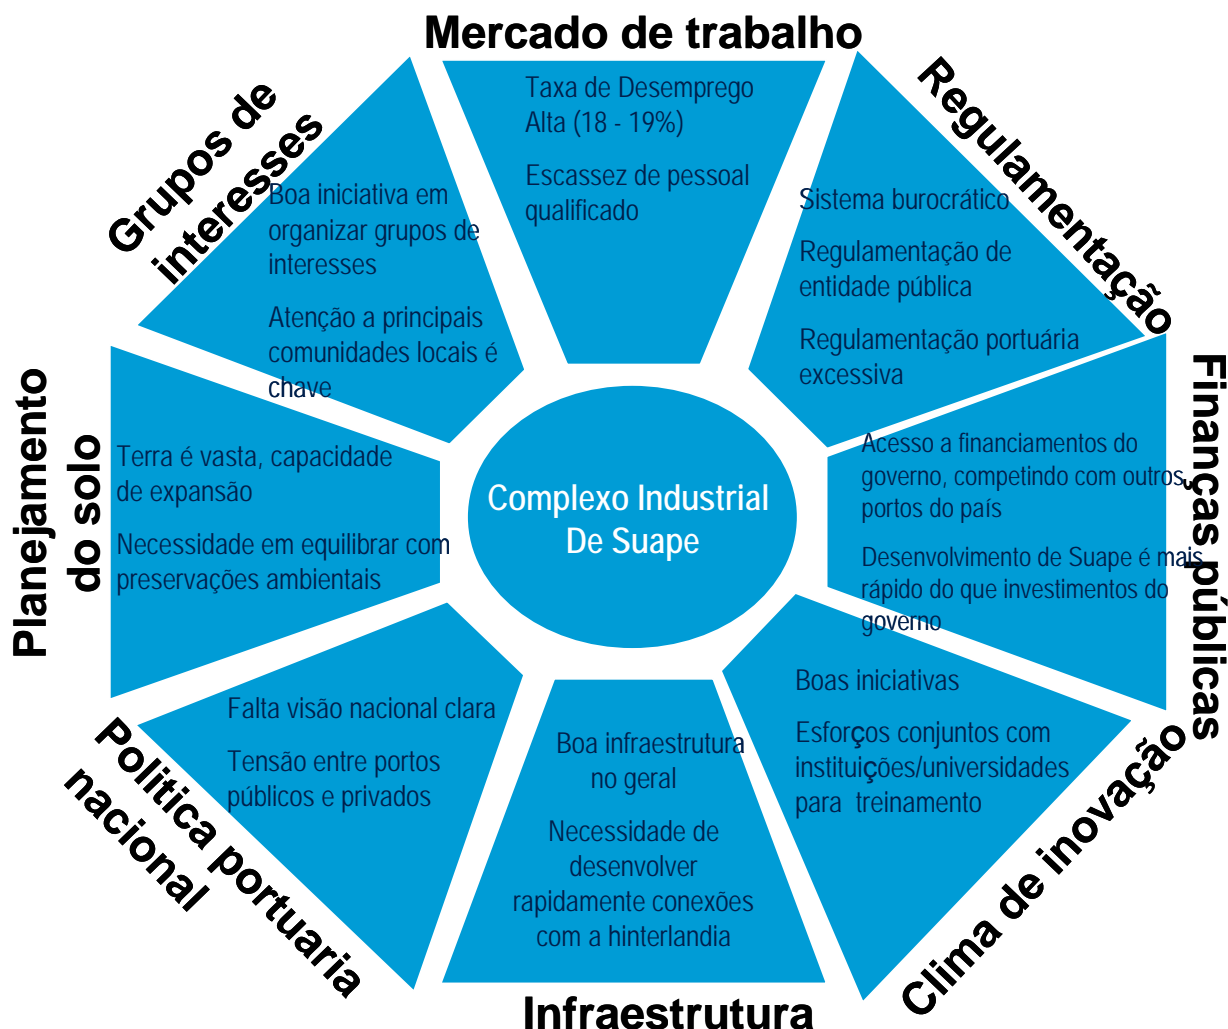 Mercado de trabalho
Taxa de Desemprego
Alta (18 - 19%)
Escassez de pessoal
qualificado
Regulamentação
Sistema burocrático
Regulamentação de
entidade pública
Regulamentação portuária
excessiva
Finanças públicas
Acesso a financiamentos do
governo, competindo com outros
portos do país
Desenvolvimento de Suape é mais
rápido do que investimentos do
governo
Clima de inovação
Boas iniciativas
Esforços conjuntos com
instituições/universidades
para treinamento
Infraestrutura
Boa infraestrutura
no geral
Necessidade de
desenvolver
rapidamente conexões
com a hinterlandia
Politica portuaria
nacional
Falta visão nacional clara
Tensão entre portos
públicos e privados
Planejamento
do solo
Terra é vasta, capacidade
de expansão
Necessidade em equilibrar com
preservações ambientais
Grupos de
interesses
Boa iniciativa em
organizar grupos de
interesses
Atenção a principais
comunidades locais é
chave
Complexo Industrial
De Suape